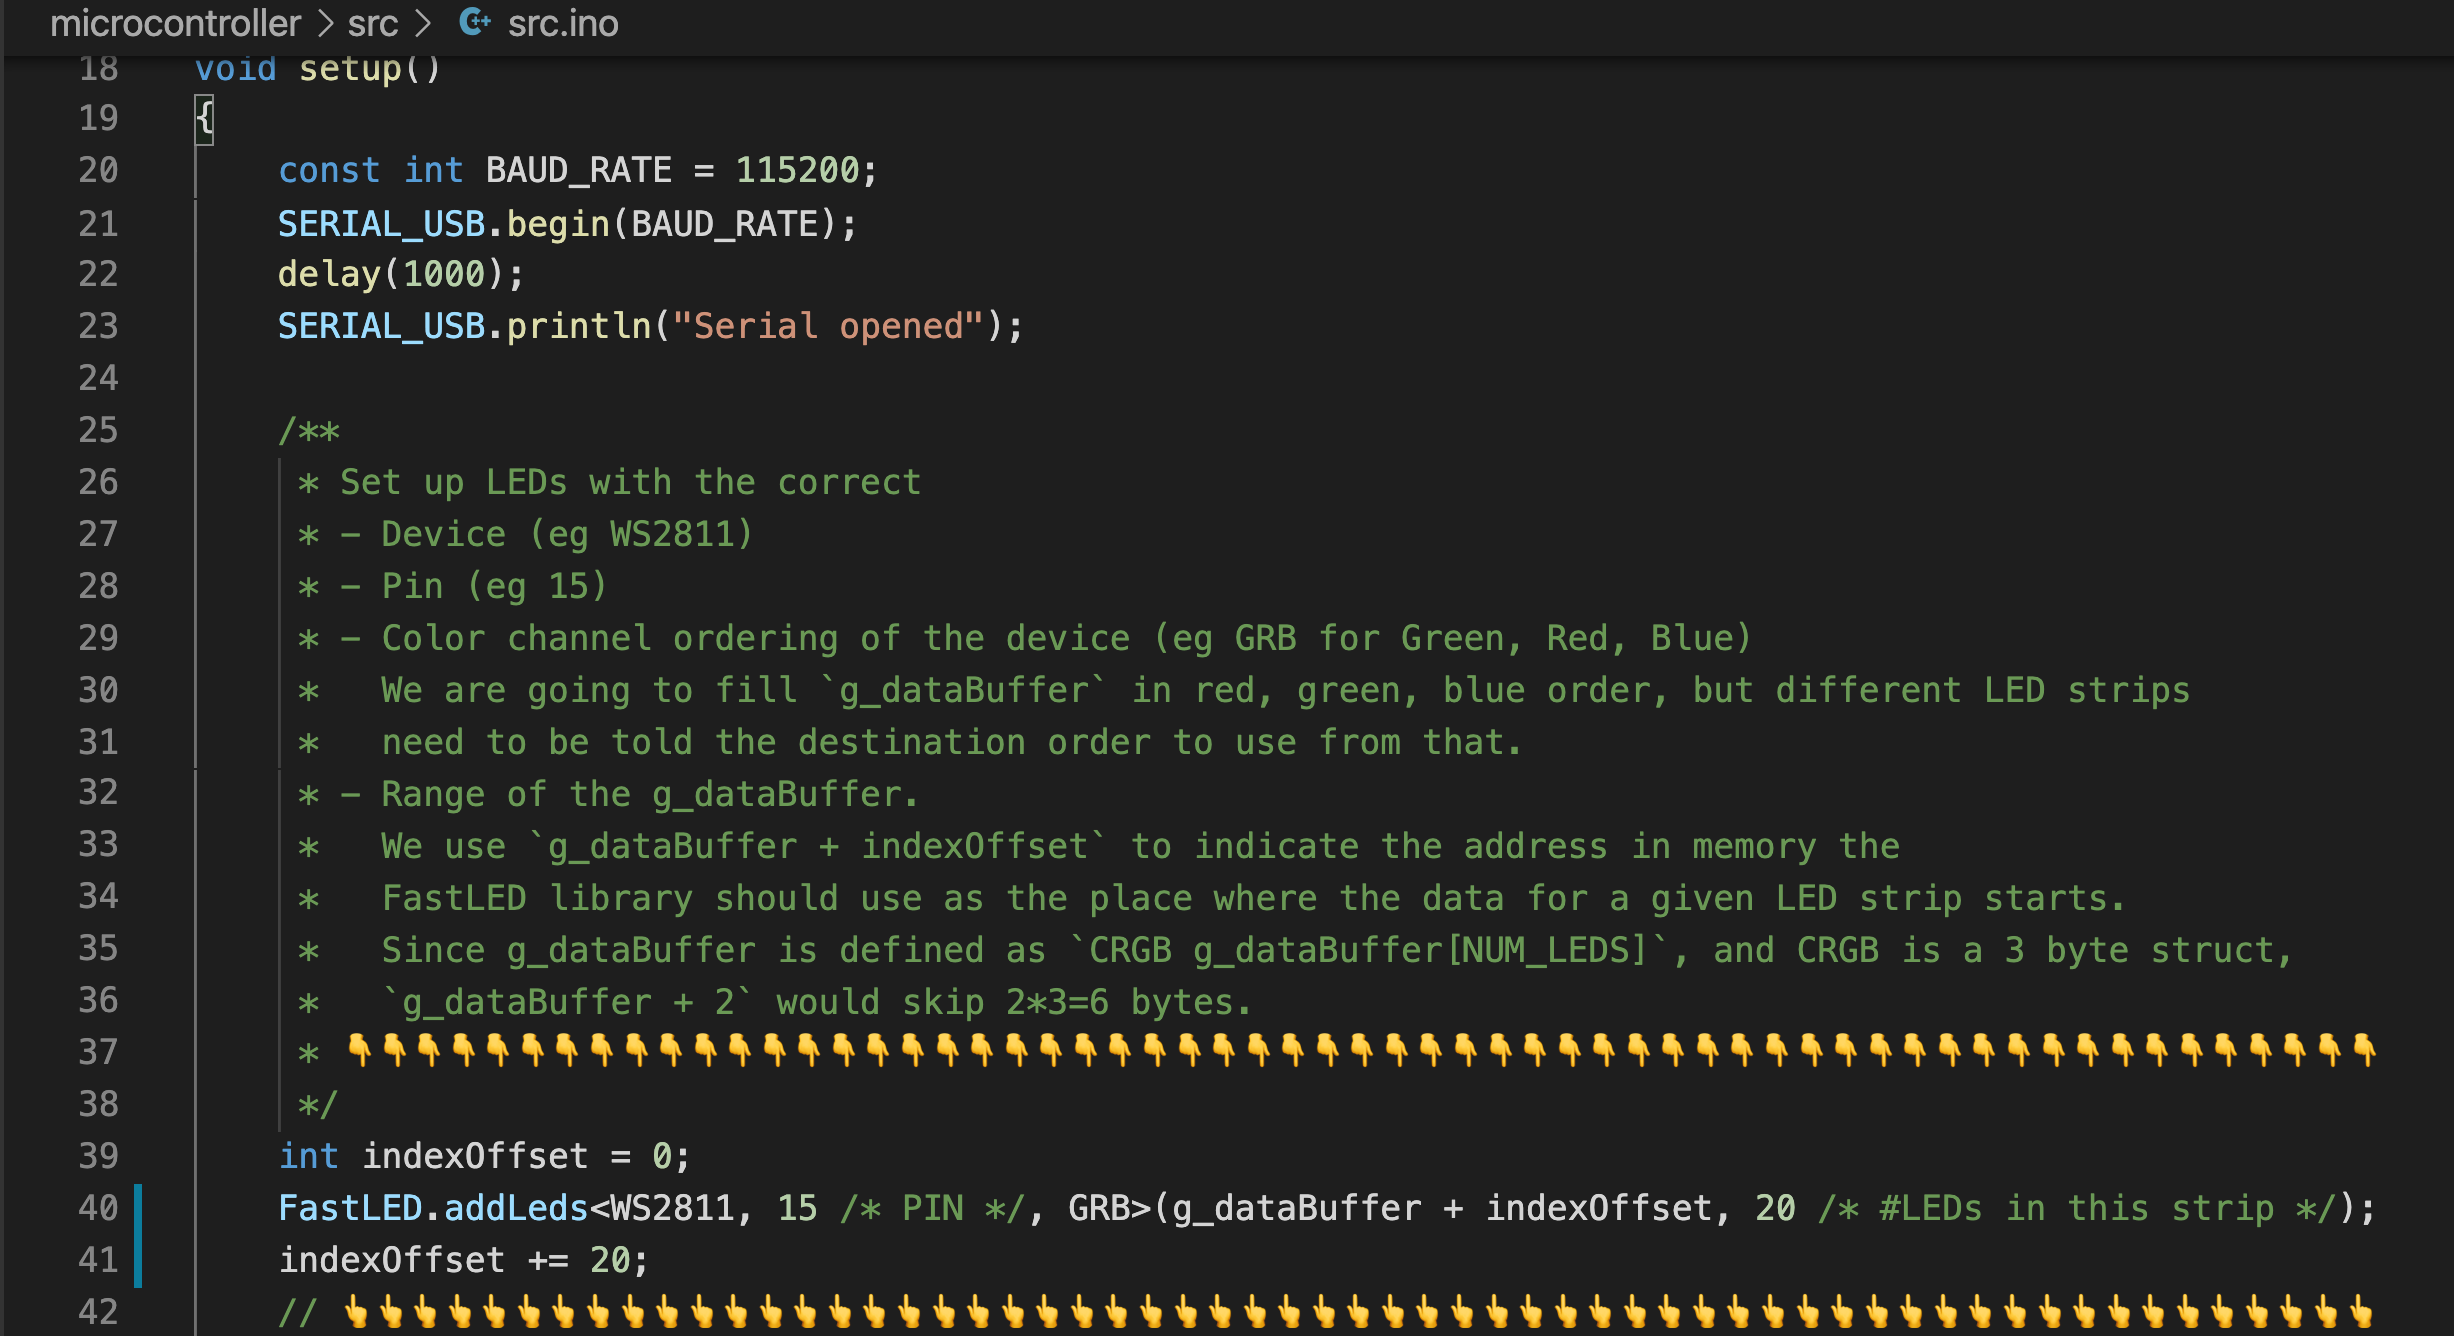 microcontroller > src > C++ src.ino
18 void setup()
19 {
20 const int BAUD_RATE = 115200;
21 SERIAL_USB.begin(BAUD_RATE);
22 delay(1000);
23 SERIAL_USB.println("Serial opened");
24
25 /**
26 * Set up LEDs with the correct
27 * - Device (eg WS2811)
28 * - Pin (eg 15)
29 * - Color channel ordering of the device (eg GRB for Green, Red, Blue)
30 * We are going to fill `g_dataBuffer` in red, green, blue order, but different LED strips
31 * need to be told the destination order to use from that.
32 * - Range of the g_dataBuffer.
33 * We use `g_dataBuffer + indexOffset` to indicate the address in memory the
34 * FastLED library should use as the place where the data for a given LED strip starts.
35 * Since g_dataBuffer is defined as `CRGB g_dataBuffer[NUM_LEDS]`, and CRGB is a 3 byte struct,
36 * `g_dataBuffer + 2` would skip 2*3=6 bytes.
37 * 👇👇👇👇👇👇👇👇👇👇👇👇👇👇👇👇👇👇👇👇👇👇👇👇👇👇👇👇👇👇👇👇👇👇👇👇👇👇👇👇👇👇👇👇👇👇👇👇👇👇👇👇👇👇👇👇👇👇👇
38 */
39 int indexOffset = 0;
40 FastLED.addLeds<WS2811, 15 /* PIN */, GRB>(g_dataBuffer + indexOffset, 20 /* #LEDs in this strip */);
41 indexOffset += 20;
42 // 👆👆👆👆👆👆👆👆👆👆👆👆👆👆👆👆👆👆👆👆👆👆👆👆👆👆👆👆👆👆👆👆👆👆👆👆👆👆👆👆👆👆👆👆👆👆👆👆👆👆👆👆👆👆👆👆👆👆👆